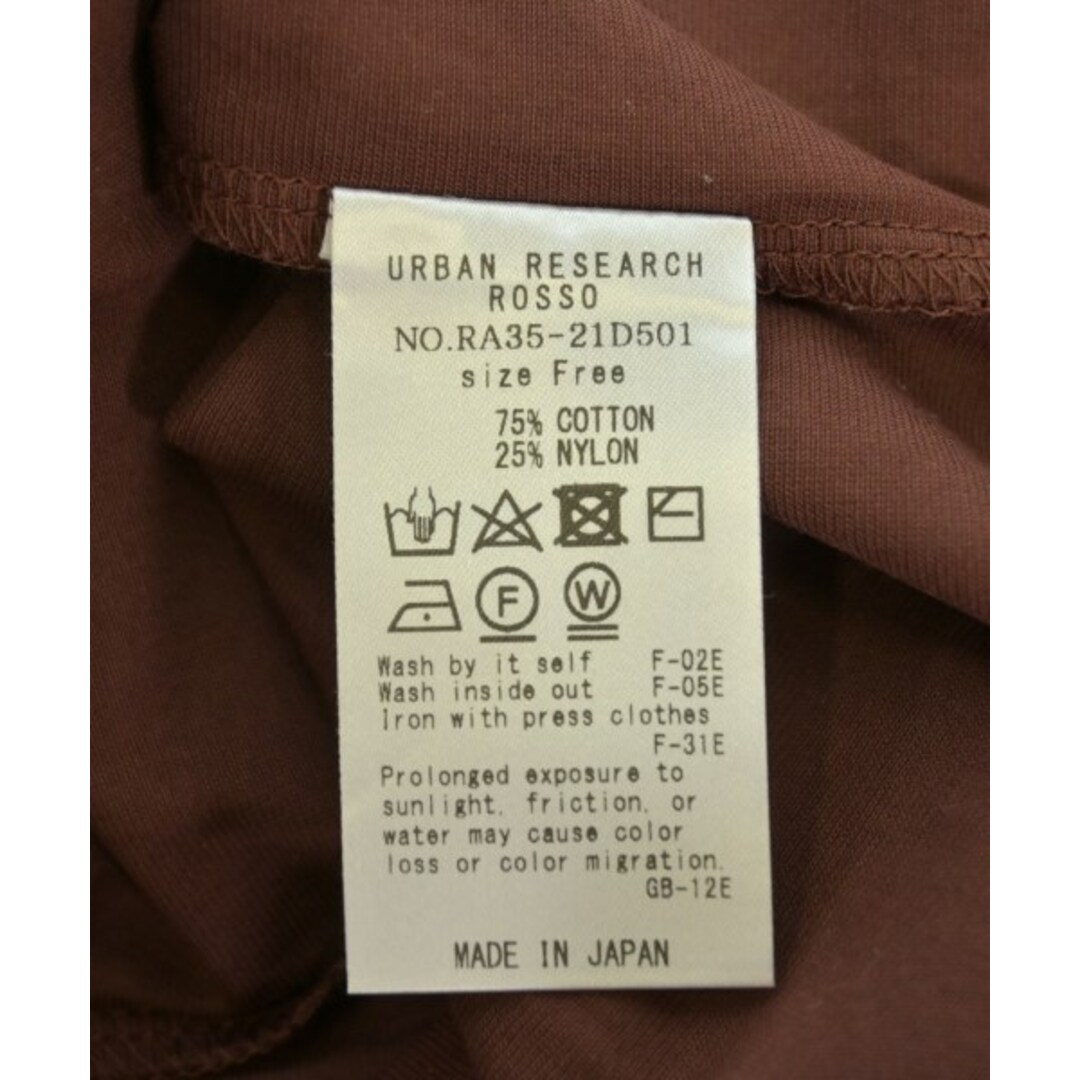 URBAN RESEARCH
ROSSO
NO.RA35-21D501
size Free
75% COTTON
25% NYLON
F W
Wash by it self F-02E
Wash inside out F-05E
Iron with press clothes
F-31E
Prolonged exposure to
sunlight, friction, or
water may cause color
loss or color migration.
GB-12E
MADE IN JAPAN